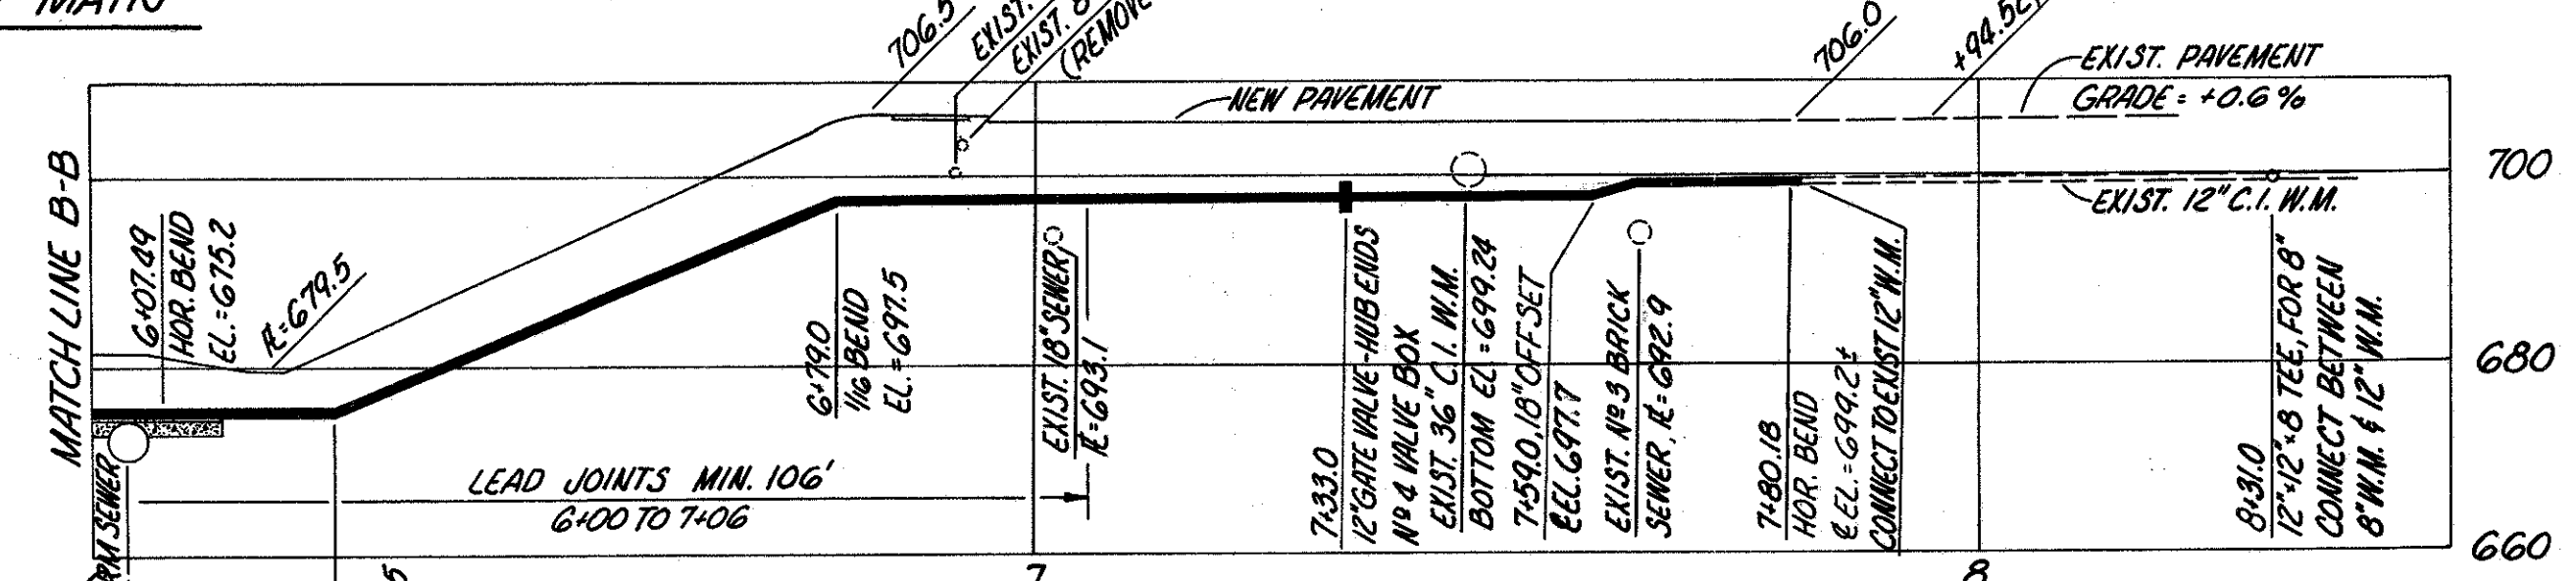 706.5
EXIST.
EXIST. 8
(REMOVE
706.0
+94.52
EXIST. PAVEMENT
GRADE = +0.6 %
NEW PAVEMENT
MATCH LINE B-B
700
680
660
6+07.49
HOR. BEND
EL.=675.2
℄=679.5
6+79.0
1/16 BEND
EL.=697.5
EXIST. 18" SEWER
℄=693.1
LEAD JOINTS MIN. 106'
6+00 TO 7+06
7+33.0
12" GATE VALVE-HUB ENDS
Nº 4 VALVE BOX
EXIST. 36" C.I. W.M.
BOTTOM EL.=699.24
7+59.0, 18" OFFSET
℄ EL. 697.7
EXIST. Nº 3 BRICK
SEWER, ℄=692.9
7+80.18
HOR. BEND
℄ EL.=699.2±
CONNECT TO EXIST 12" W.M.
EXIST. 12" C.I. W.M.
8+31.0
12"×12"×8 TEE, FOR 8"
CONNECT BETWEEN
8" W.M. & 12" W.M.
RM SEWER
5
7
8